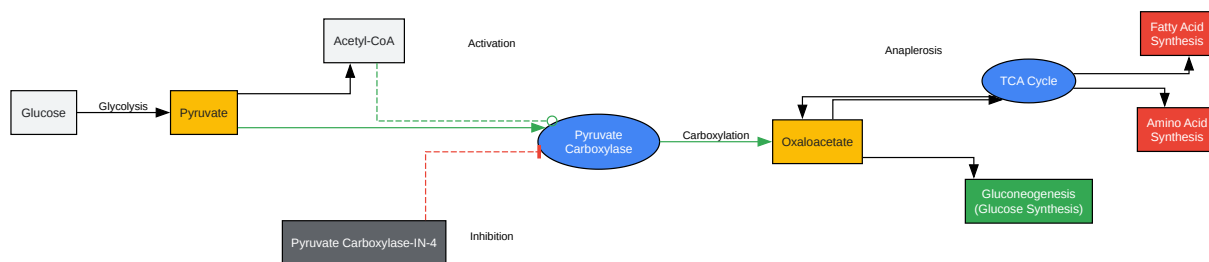 Fatty Acid
Synthesis
Acetyl-CoA
Activation
Anaplerosis
TCA Cycle
Glucose
Glycolysis
Pyruvate
Amino Acid
Synthesis
Pyruvate
Carboxylase
Carboxylation
Oxaloacetate
Gluconeogenesis
(Glucose Synthesis)
Pyruvate Carboxylase-IN-4
Inhibition